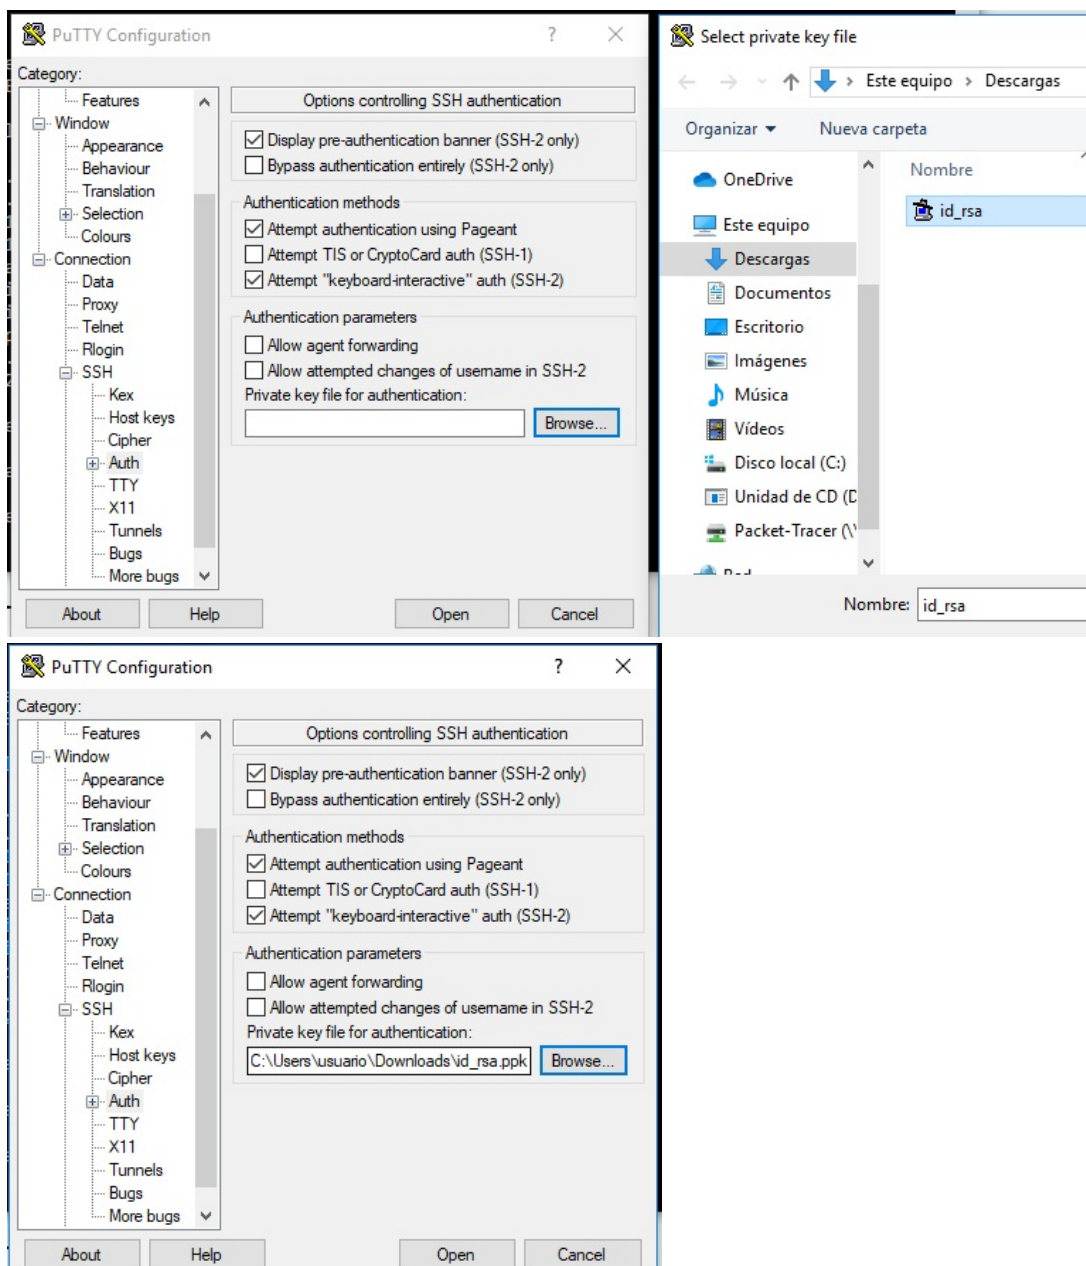 PuTTY Configuration
Category:
Features
Window
Appearance
Behaviour
Translation
Selection
Colours
Connection
Data
Proxy
Telnet
Rlogin
SSH
Kex
Host keys
Cipher
Auth
TTY
X11
Tunnels
Bugs
More bugs
Options controlling SSH authentication
Display pre-authentication banner (SSH-2 only)
Bypass authentication entirely (SSH-2 only)
Authentication methods
Attempt authentication using Pageant
Attempt TIS or CryptoCard auth (SSH-1)
Attempt "keyboard-interactive" auth (SSH-2)
Authentication parameters
Allow agent forwarding
Allow attempted changes of username in SSH-2
Private key file for authentication:
Browse...
About
Help
Open
Cancel
Select private key file
Este equipo > Descargas
Organizar
Nueva carpeta
OneDrive
Este equipo
Descargas
Documentos
Escritorio
Imágenes
Música
Vídeos
Disco local (C:)
Unidad de CD (D
Packet-Tracer (\\
Nombre
id_rsa
Nombre: id_rsa
PuTTY Configuration
Category:
Features
Window
Appearance
Behaviour
Translation
Selection
Colours
Connection
Data
Proxy
Telnet
Rlogin
SSH
Kex
Host keys
Cipher
Auth
TTY
X11
Tunnels
Bugs
More bugs
Options controlling SSH authentication
Display pre-authentication banner (SSH-2 only)
Bypass authentication entirely (SSH-2 only)
Authentication methods
Attempt authentication using Pageant
Attempt TIS or CryptoCard auth (SSH-1)
Attempt "keyboard-interactive" auth (SSH-2)
Authentication parameters
Allow agent forwarding
Allow attempted changes of username in SSH-2
Private key file for authentication:
C:\Users\usuario\Downloads\id_rsa.ppk
Browse...
About
Help
Open
Cancel